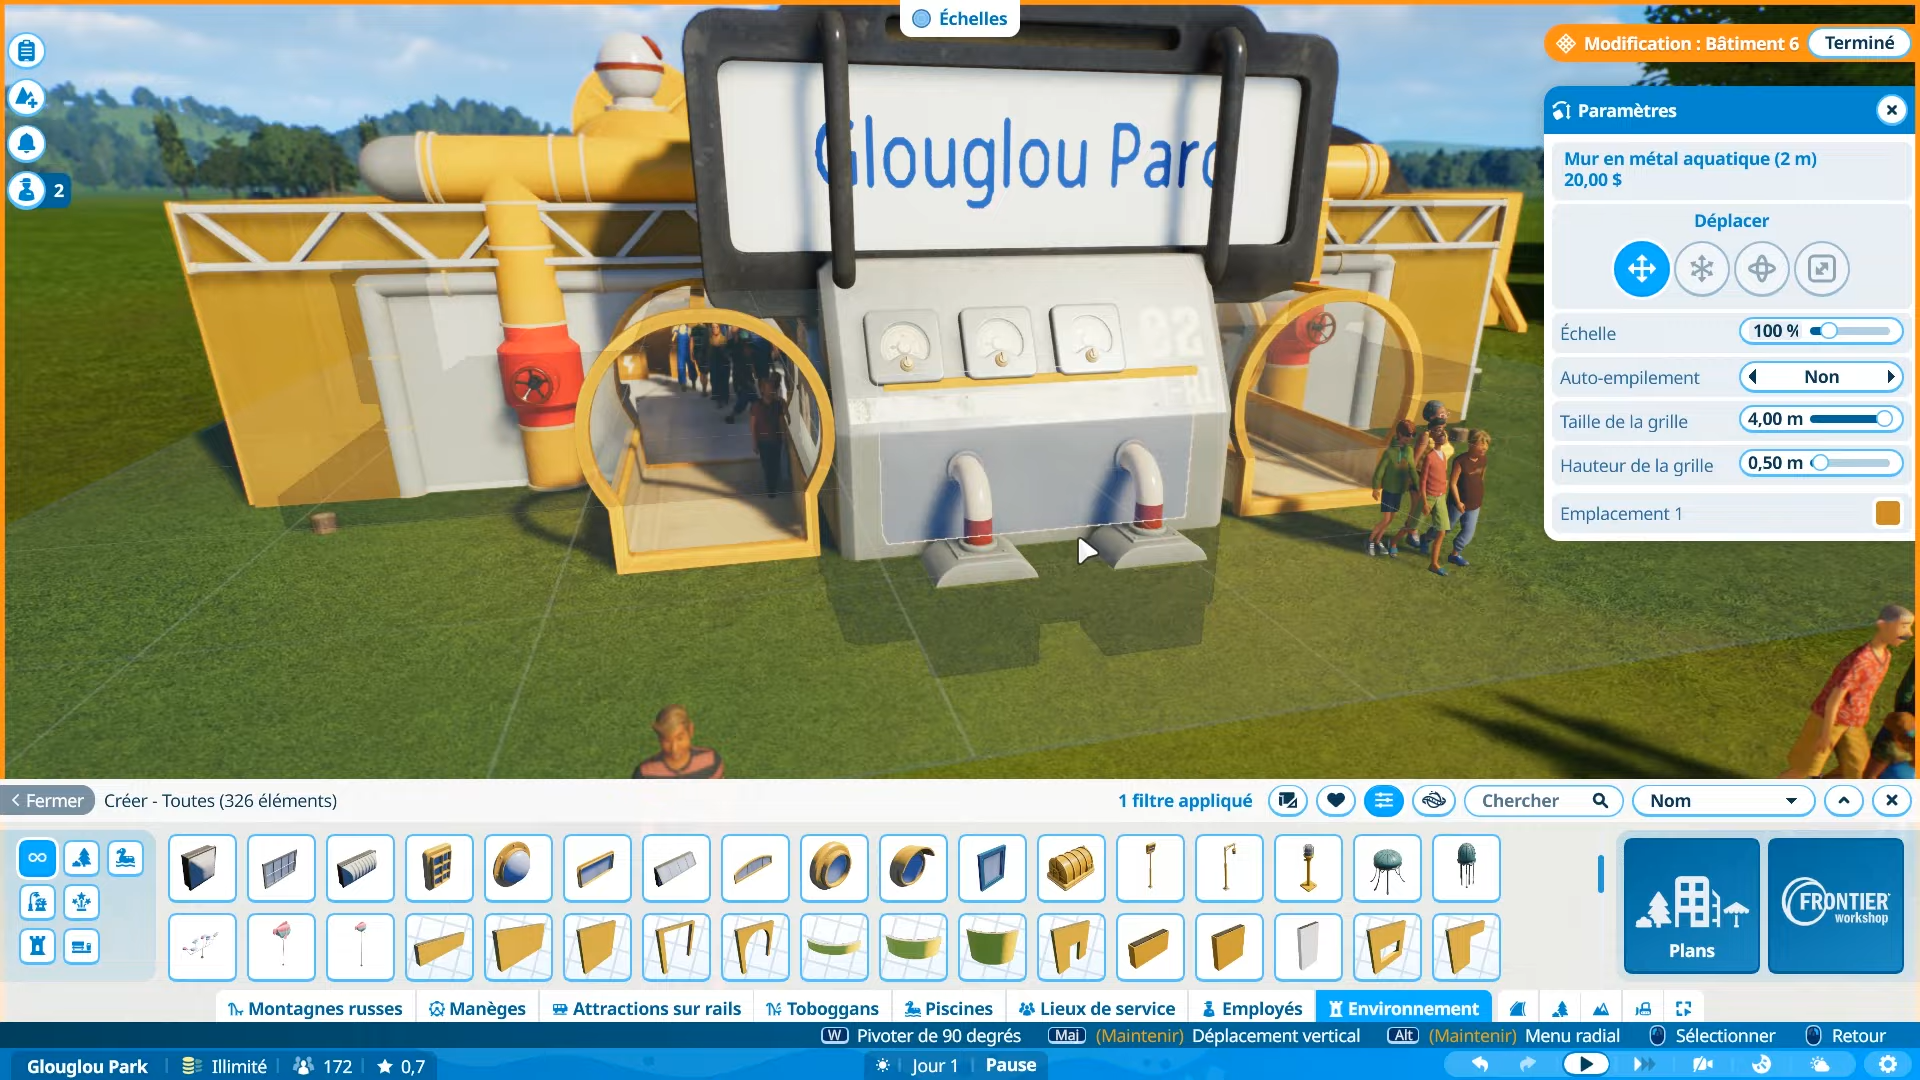 Échelles
Modification : Bâtiment 6
Terminé
2
Glouglou Parc
Paramètres
Mur en métal aquatique (2 m)
20,00 $
Déplacer
Échelle
100 %
Auto-empilement
Non
Taille de la grille
4,00 m
Hauteur de la grille
0,50 m
Emplacement 1
Fermer
Créer - Toutes (326 éléments)
1 filtre appliqué
Chercher
Nom
Plans
FRONTIER
workshop
Montagnes russes
Manèges
Attractions sur rails
Toboggans
Piscines
Lieux de service
Employés
Environnement
W Pivoter de 90 degrés
Maj (Maintenir) Déplacement vertical
Alt (Maintenir) Menu radial
Sélectionner
Retour
Glouglou Park
Illimité
172
0,7
Jour 1
Pause